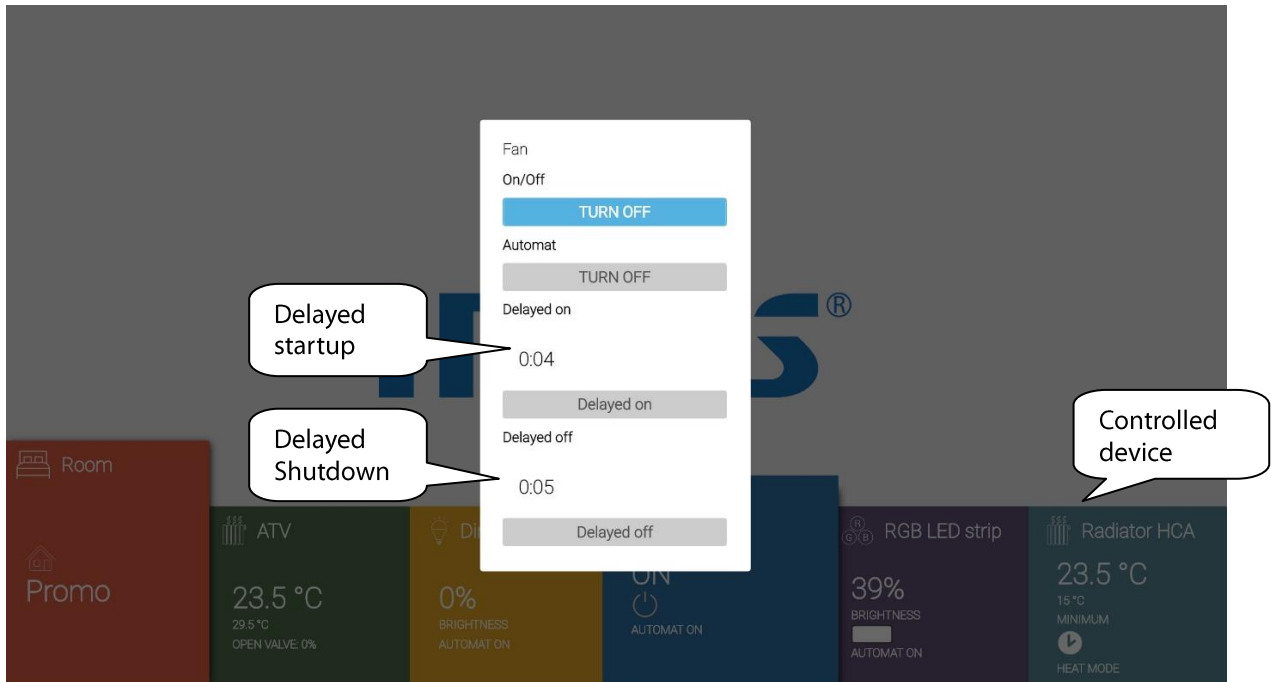 Fan
On/Off
TURN OFF
Automat
TURN OFF
Delayed on
0:04
Delayed on
Delayed off
0:05
Delayed off
Delayed
startup
Delayed
Shutdown
Controlled
device
®
Room
Promo
ATV
23.5 °C
29.5 °C
OPEN VALVE: 0%
0%
BRIGHTNESS
AUTOMAT ON
ON
AUTOMAT ON
RGB LED strip
39%
BRIGHTNESS
AUTOMAT ON
Radiator HCA
23.5 °C
15 °C
MINIMUM
HEAT MODE